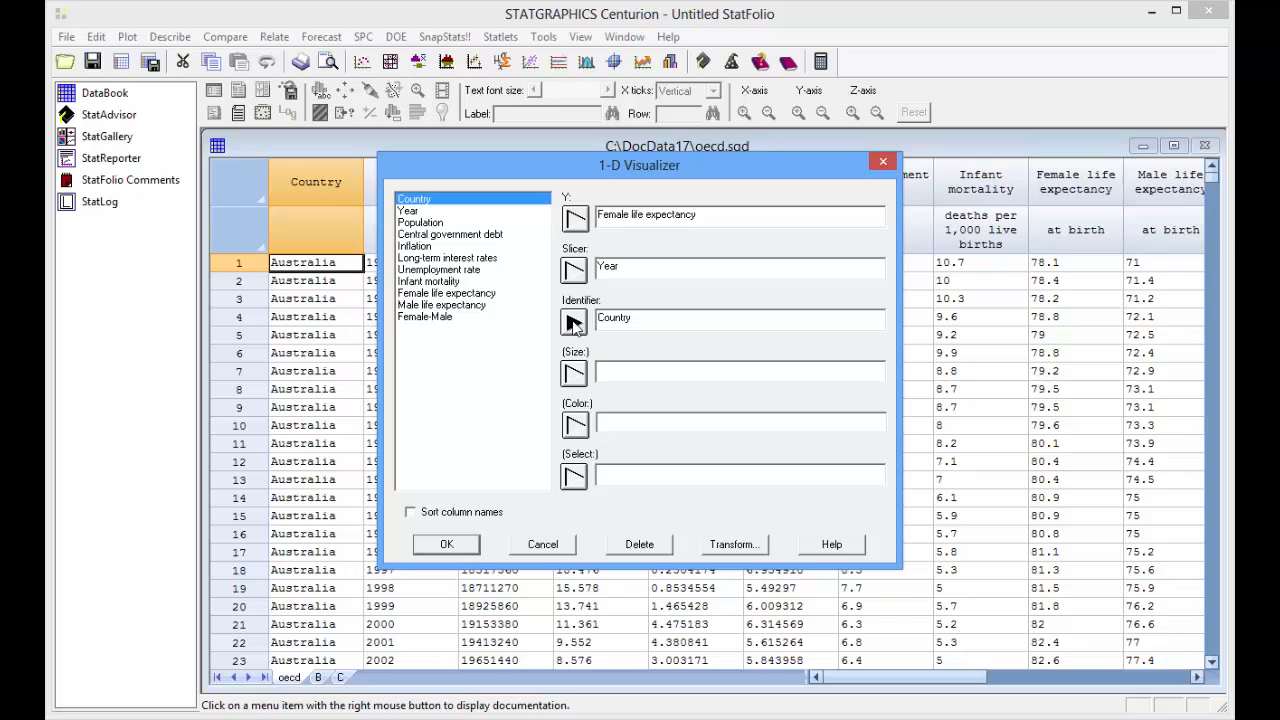 STATGRAPHICS Centurion - Untitled StatFolio
File Edit Plot Describe Compare Relate Forecast SPC DOE SnapStats!! Statlets Tools View Window Help
Text font size: X ticks: Vertical X-axis Y-axis Z-axis
Label: Row: Reset
DataBook
StatAdvisor
StatGallery
StatReporter
StatFolio Comments
StatLog
C:\DocData17\oecd.sgd
1-D Visualizer
Country
Year
Population
Central government debt
Inflation
Long-term interest rates
Unemployment rate
Infant mortality
Female life expectancy
Male life expectancy
Female-Male
Y:
Female life expectancy
Slicer:
Year
Identifier:
Country
(Size:)
(Color:)
(Select:)
Sort column names
OK Cancel Delete Transform... Help
Country Infant mortality Female life expectancy Male life expectancy
deaths per 1,000 live births at birth at birth
1 Australia 10.7 78.1 71
2 Australia 10 78.4 71.4
3 Australia 10.3 78.2 71.2
4 Australia 9.6 78.8 72.1
5 Australia 9.2 79 72.2
6 Australia 9.9 78.8 72.4
7 Australia 8.8 79.2 72.1
8 Australia 8.7 79.5 73.1
9 Australia 8.7 79.5 73.1
10 Australia 8 79.6 73.3
11 Australia 8.2 80.1 73.9
12 Australia 7.1 80.4 74.4
13 Australia 7 80.4 74.5
14 Australia 6.1 80.9 75
15 Australia 5.9 80.9 75
16 Australia 5.7 80.8 75
17 Australia 5.8 81.1 75.2
18 Australia 5.3 81.3 75.6
19 Australia 1998 18711270 15.578 0.8534554 5.49297 7.7 5 81.5 75.9
20 Australia 1999 18925860 13.741 1.465428 6.009312 6.9 5.7 81.8 76.2
21 Australia 2000 19153380 11.361 4.475183 6.314569 6.3 5.2 82 76.6
22 Australia 2001 19413240 9.552 4.380841 5.615264 6.8 5.3 82.4 77
23 Australia 2002 19651440 8.576 3.003171 5.843958 6.4 5 82.6 77.4
oecd B C
Click on a menu item with the right mouse button to display documentation.